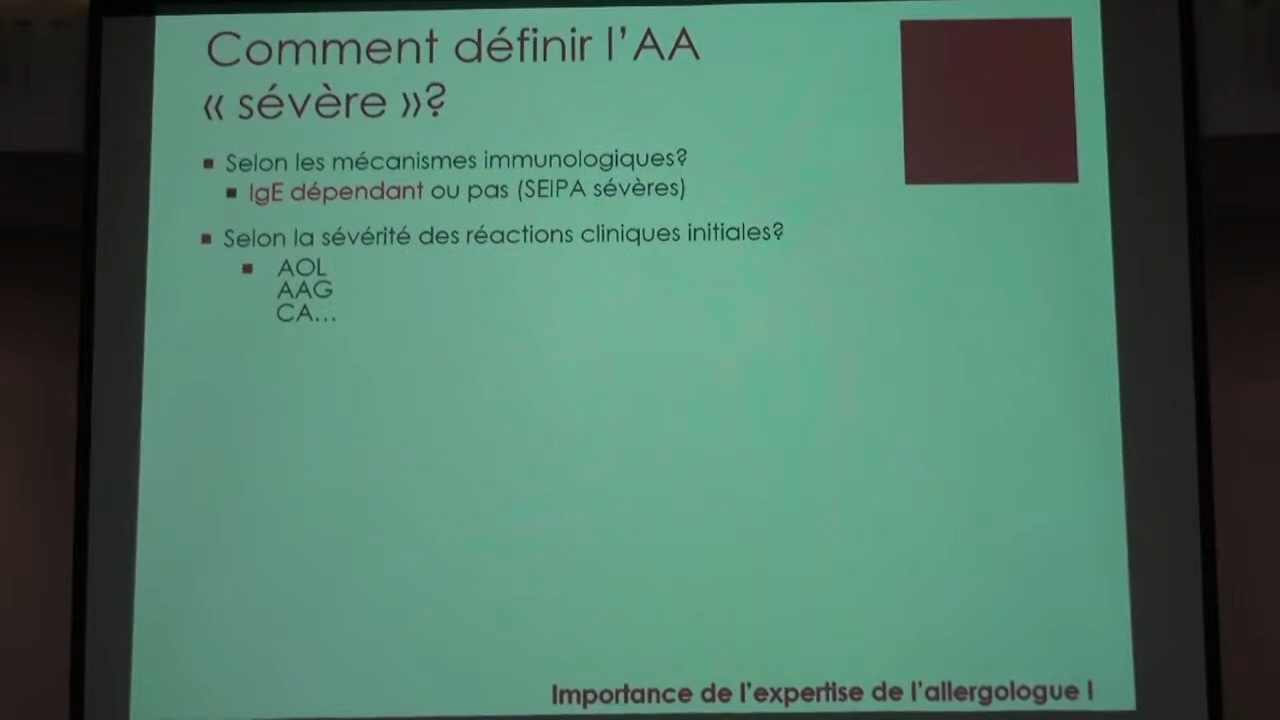 Comment définir l'AA
« sévère »?
Selon les mécanismes immunologiques?
IgE dépendant ou pas (SEIPA sévères)
Selon la sévérité des réactions cliniques initiales?
AOL
AAG
CA...
Importance de l'expertise de l'allergologue !